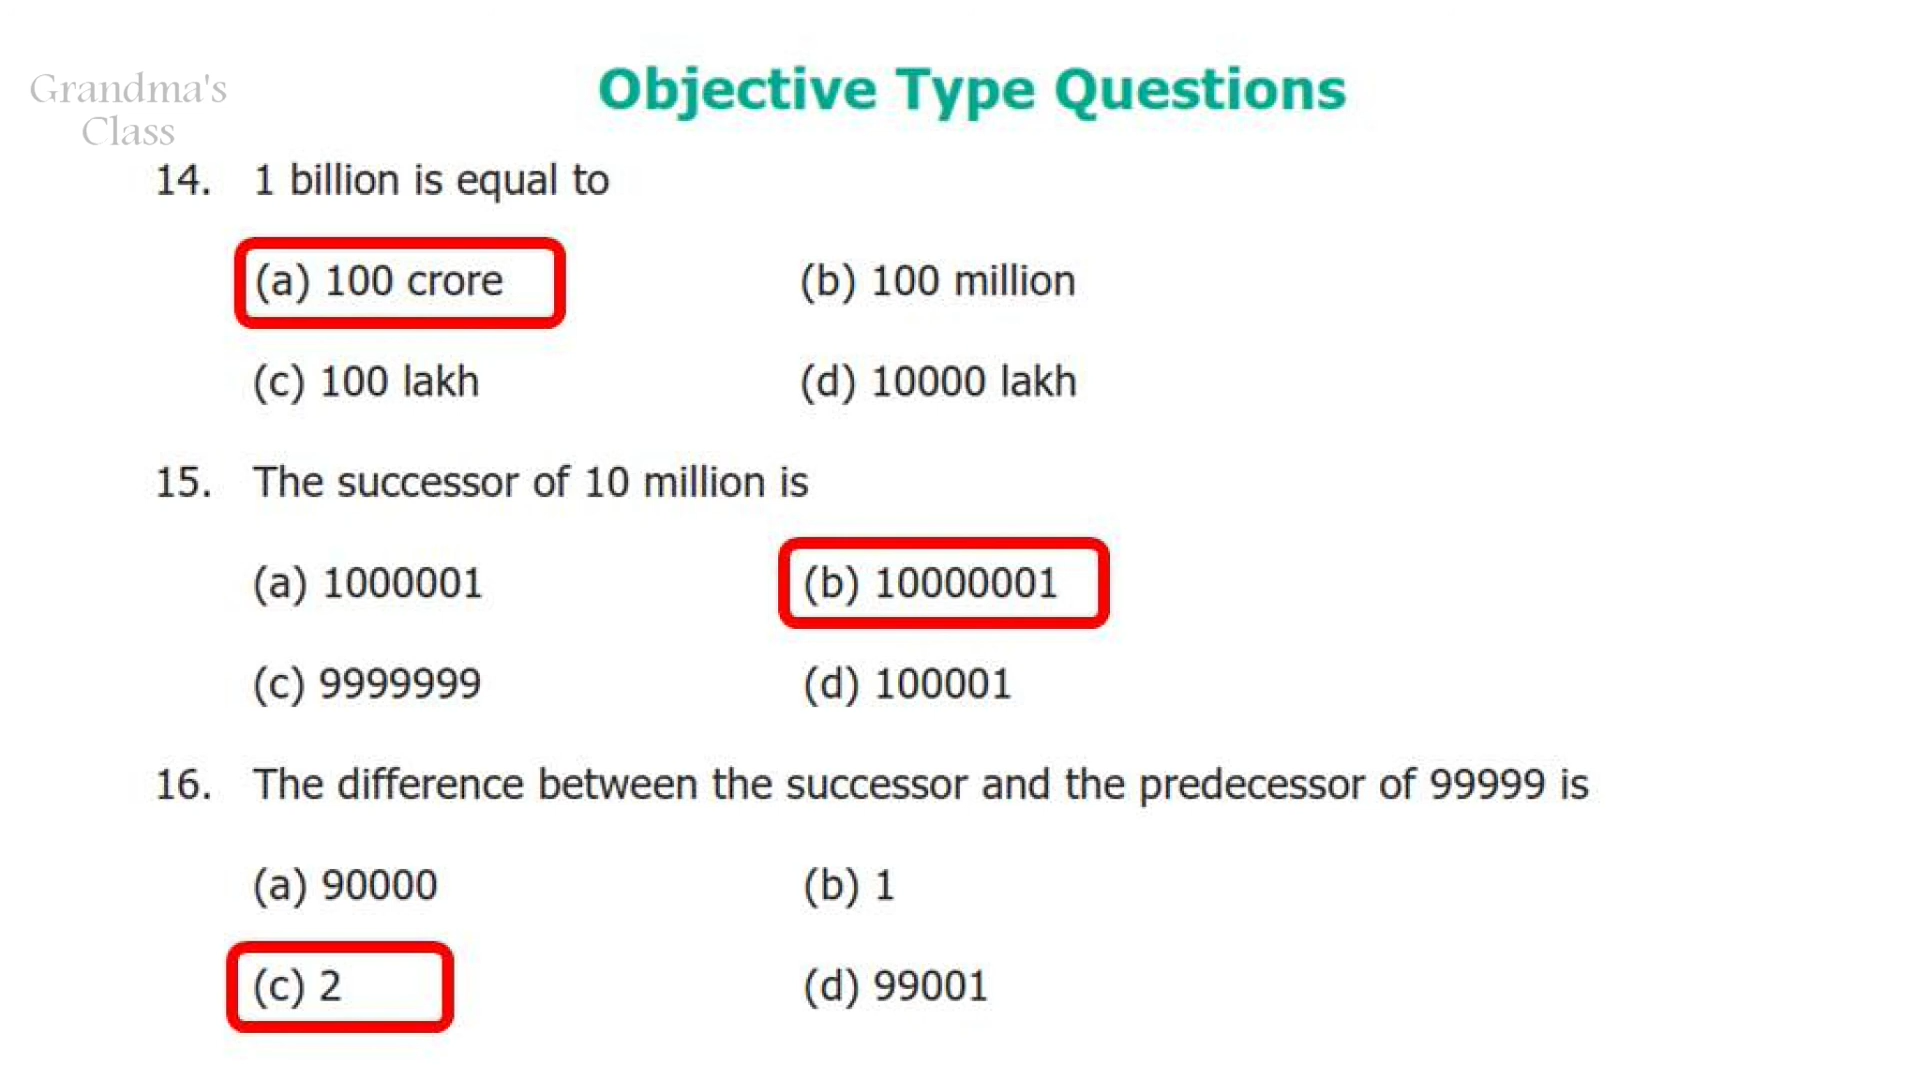 Grandma's
Class
Objective Type Questions
14. 1 billion is equal to
(a) 100 crore (b) 100 million
(c) 100 lakh (d) 10000 lakh
15. The successor of 10 million is
(a) 1000001 (b) 10000001
(c) 9999999 (d) 100001
16. The difference between the successor and the predecessor of 99999 is
(a) 90000 (b) 1
(c) 2 (d) 99001